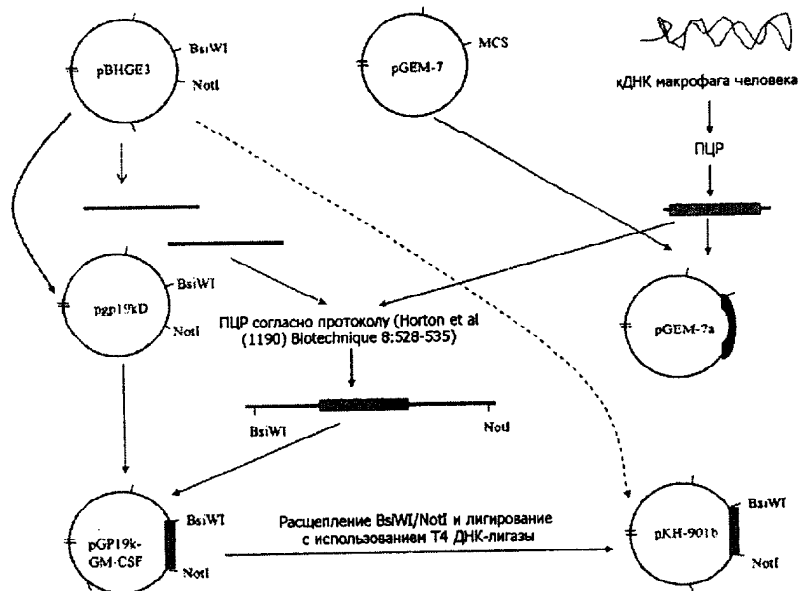 pBHGE3
BsiWI
NotI
pGEM-7
MCS
кДНК макрофага человека
ПЦР
pgp19kD
BsiWI
NotI
ПЦР согласно протоколу (Horton et al
(1190) Biotechnique 8:528-535)
pGEM-7a
BsiWI
NotI
pGP19k-
GM-CSF
BsiWI
NotI
Расщепление BsiWI/NotI и лигирование
с использованием T4 ДНК-лигазы
pKH-901b
BsiWI
NotI